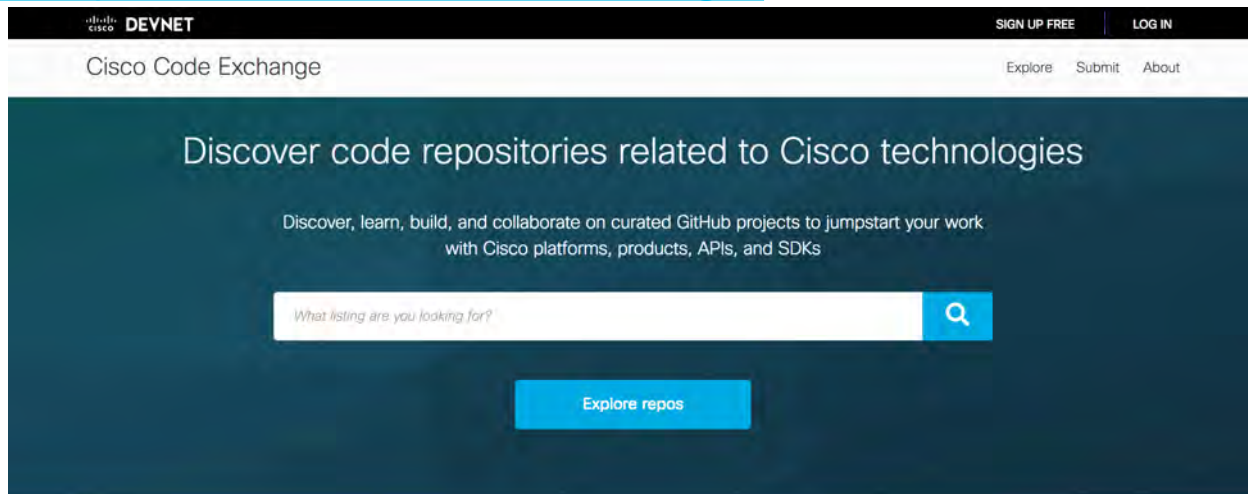 CISCO DEVNET
SIGN UP FREE
LOG IN
Cisco Code Exchange
Explore
Submit
About
Discover code repositories related to Cisco technologies
Discover, learn, build, and collaborate on curated GitHub projects to jumpstart your work
with Cisco platforms, products, APIs, and SDKs
What listing are you looking for?
Explore repos